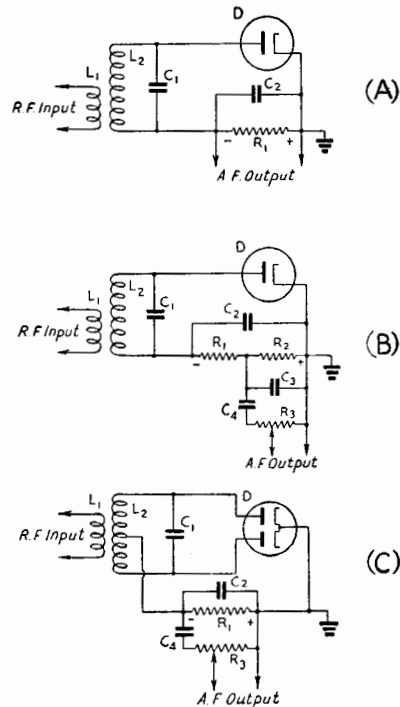 D
L₂
C₁
L₁
R.F. Input
C₂
- R₁ +
A.F. Output
(A)
D
L₁
L₂
C₁
R.F. Input
C₂
- R₁ R₂ +
C₃
C₄
R₃
A.F. Output
(B)
D
L₁
L₂
C₁
R.F. Input
C₂
- R₁ +
C₄
R₃
A.F. Output
(C)